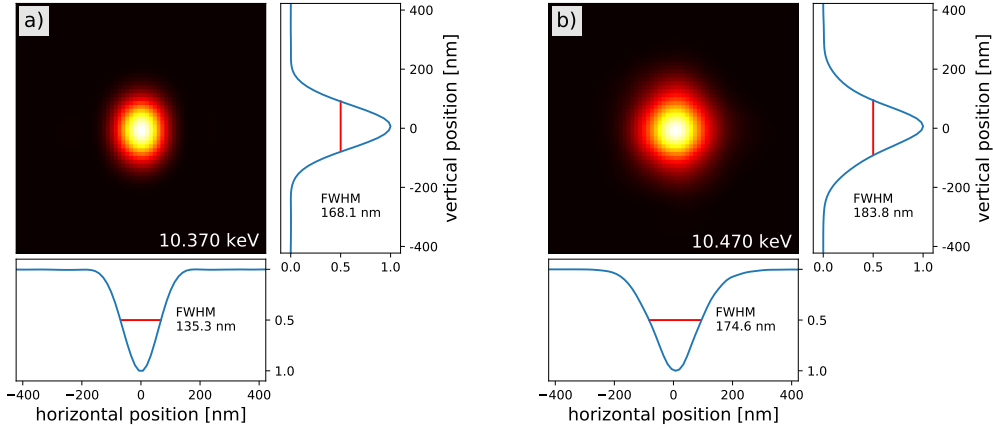 a)
10.370 keV
400
200
0
-200
-400
vertical position [nm]
FWHM
168.1 nm
0.0 0.5 1.0
FWHM
135.3 nm
0.5
1.0
−400 −200 0 200 400
horizontal position [nm]
b)
10.470 keV
400
200
0
-200
-400
vertical position [nm]
FWHM
183.8 nm
0.0 0.5 1.0
FWHM
174.6 nm
0.5
1.0
−400 −200 0 200 400
horizontal position [nm]